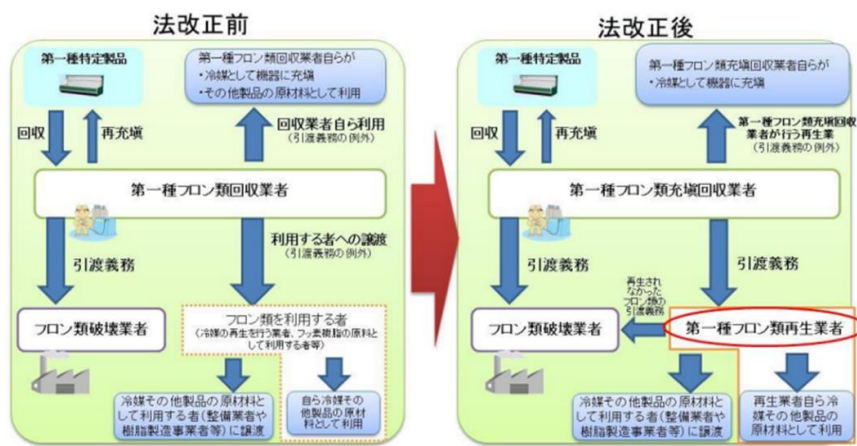 法改正前
第一種特定製品
第一種フロン類回収業者自らが
・冷媒として機器に充填
・その他製品の原材料として利用
回収
再充填
回収業者自ら利用
(引渡義務の例外)
第一種フロン類回収業者
引渡義務
利用する者への譲渡
(引渡義務の例外)
フロン類破壊業者
フロン類を利用する者
(冷媒の再生を行う業者、フッ素樹脂の原料と
して利用する者等)
冷媒その他製品の原材料と
して利用する者(整備業者や
樹脂製造事業者等)に譲渡
自ら冷媒その
他製品の原材
料として利用
法改正後
第一種特定製品
第一種フロン類充填回収業者自らが
・冷媒として機器に充填
回収
再充填
第一種フロン類充填回収
業者が行う再生業
(引渡義務の例外)
第一種フロン類充填回収業者
引渡義務
引渡義務
再生され
なかった
フロン類の
引渡義務
フロン類破壊業者
第一種フロン類再生業者
冷媒その他製品の原材料と
して利用する者(整備業者や
樹脂製造事業者等)に譲渡
再生業者自ら冷
媒その他製品の
原材料として利用